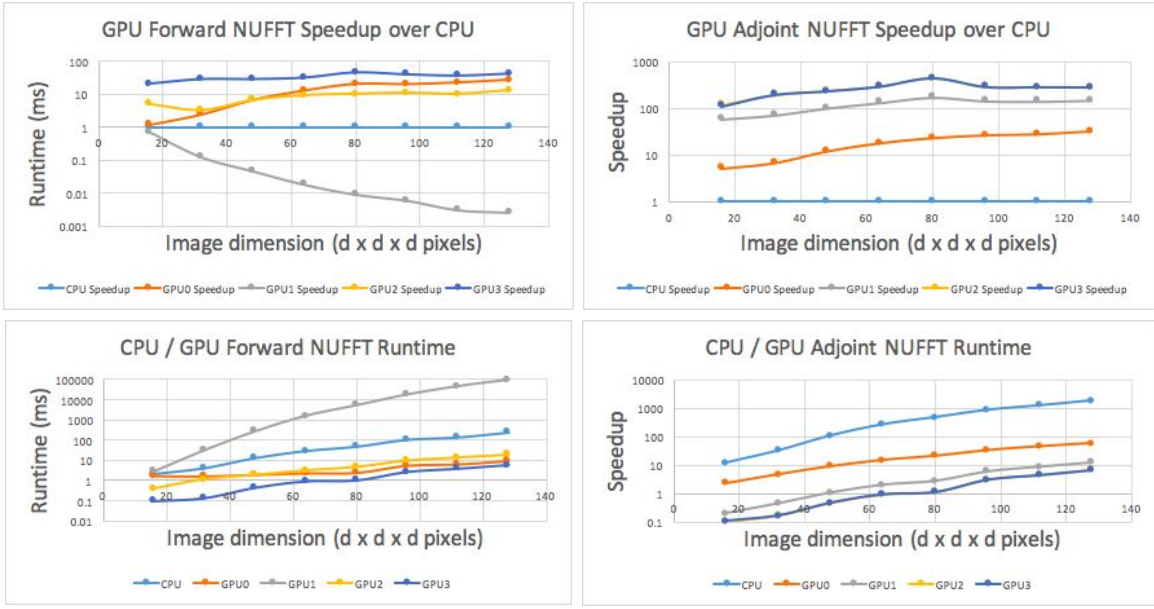 GPU Forward NUFFT Speedup over CPU
Runtime (ms)
100
10
1
0.1
0.01
0.001
0 20 40 60 80 100 120 140
Image dimension (d x d x d pixels)
CPU Speedup GPU0 Speedup GPU1 Speedup GPU2 Speedup GPU3 Speedup
GPU Adjoint NUFFT Speedup over CPU
Speedup
1000
100
10
1
0 20 40 60 80 100 120 140
Image dimension (d x d x d pixels)
CPU Speedup GPU0 Speedup GPU1 Speedup GPU2 Speedup GPU3 Speedup
CPU / GPU Forward NUFFT Runtime
Runtime (ms)
100000
10000
1000
100
10
1
0.1
0.01
0 20 40 60 80 100 120 140
Image dimension (d x d x d pixels)
CPU GPU0 GPU1 GPU2 GPU3
CPU / GPU Adjoint NUFFT Runtime
Speedup
10000
1000
100
10
1
0.1
0 20 40 60 80 100 120 140
Image dimension (d x d x d pixels)
CPU GPU0 GPU1 GPU2 GPU3